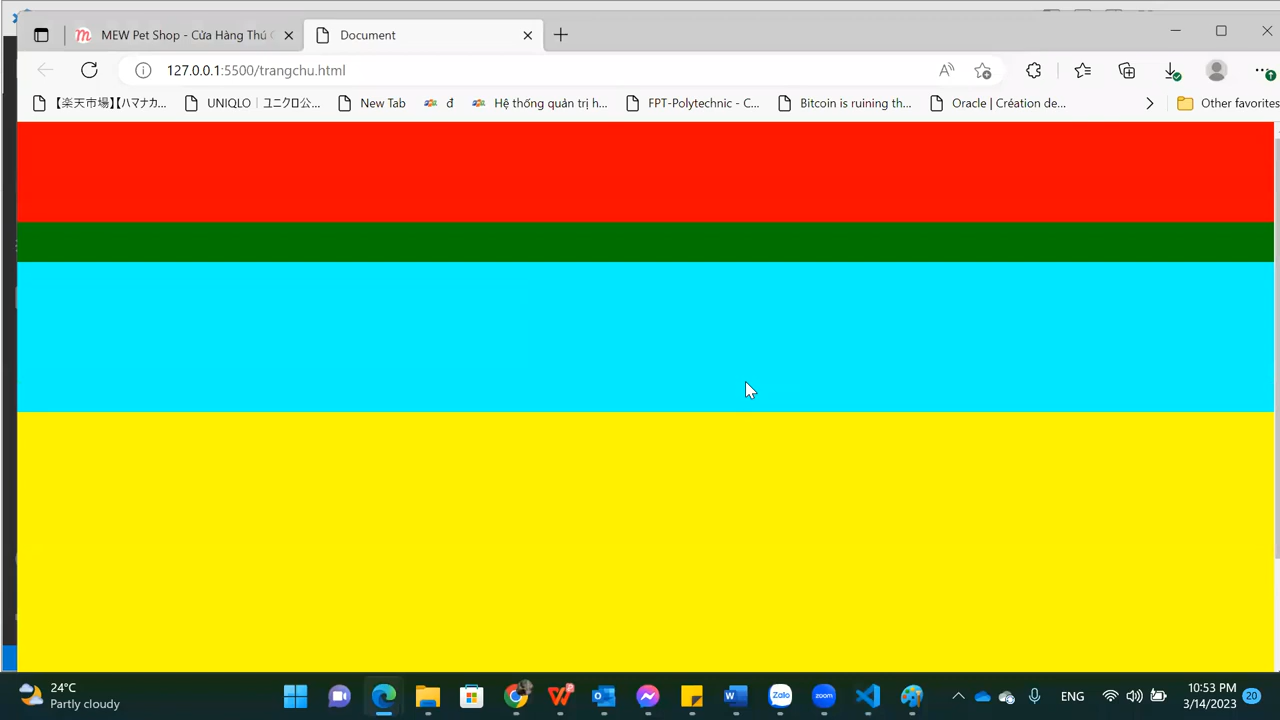 MEW Pet Shop - Cửa Hàng Thú C
Document
127.0.0.1:5500/trangchu.html
【楽天市場】【ハマナカ...
UNIQLO｜ユニクロ公...
New Tab
đ
Hệ thống quản trị h...
FPT-Polytechnic - C...
Bitcoin is ruining th...
Oracle | Création de...
Other favorites
24°C
Partly cloudy
Zalo
zoom
ENG
10:53 PM
3/14/2023
20